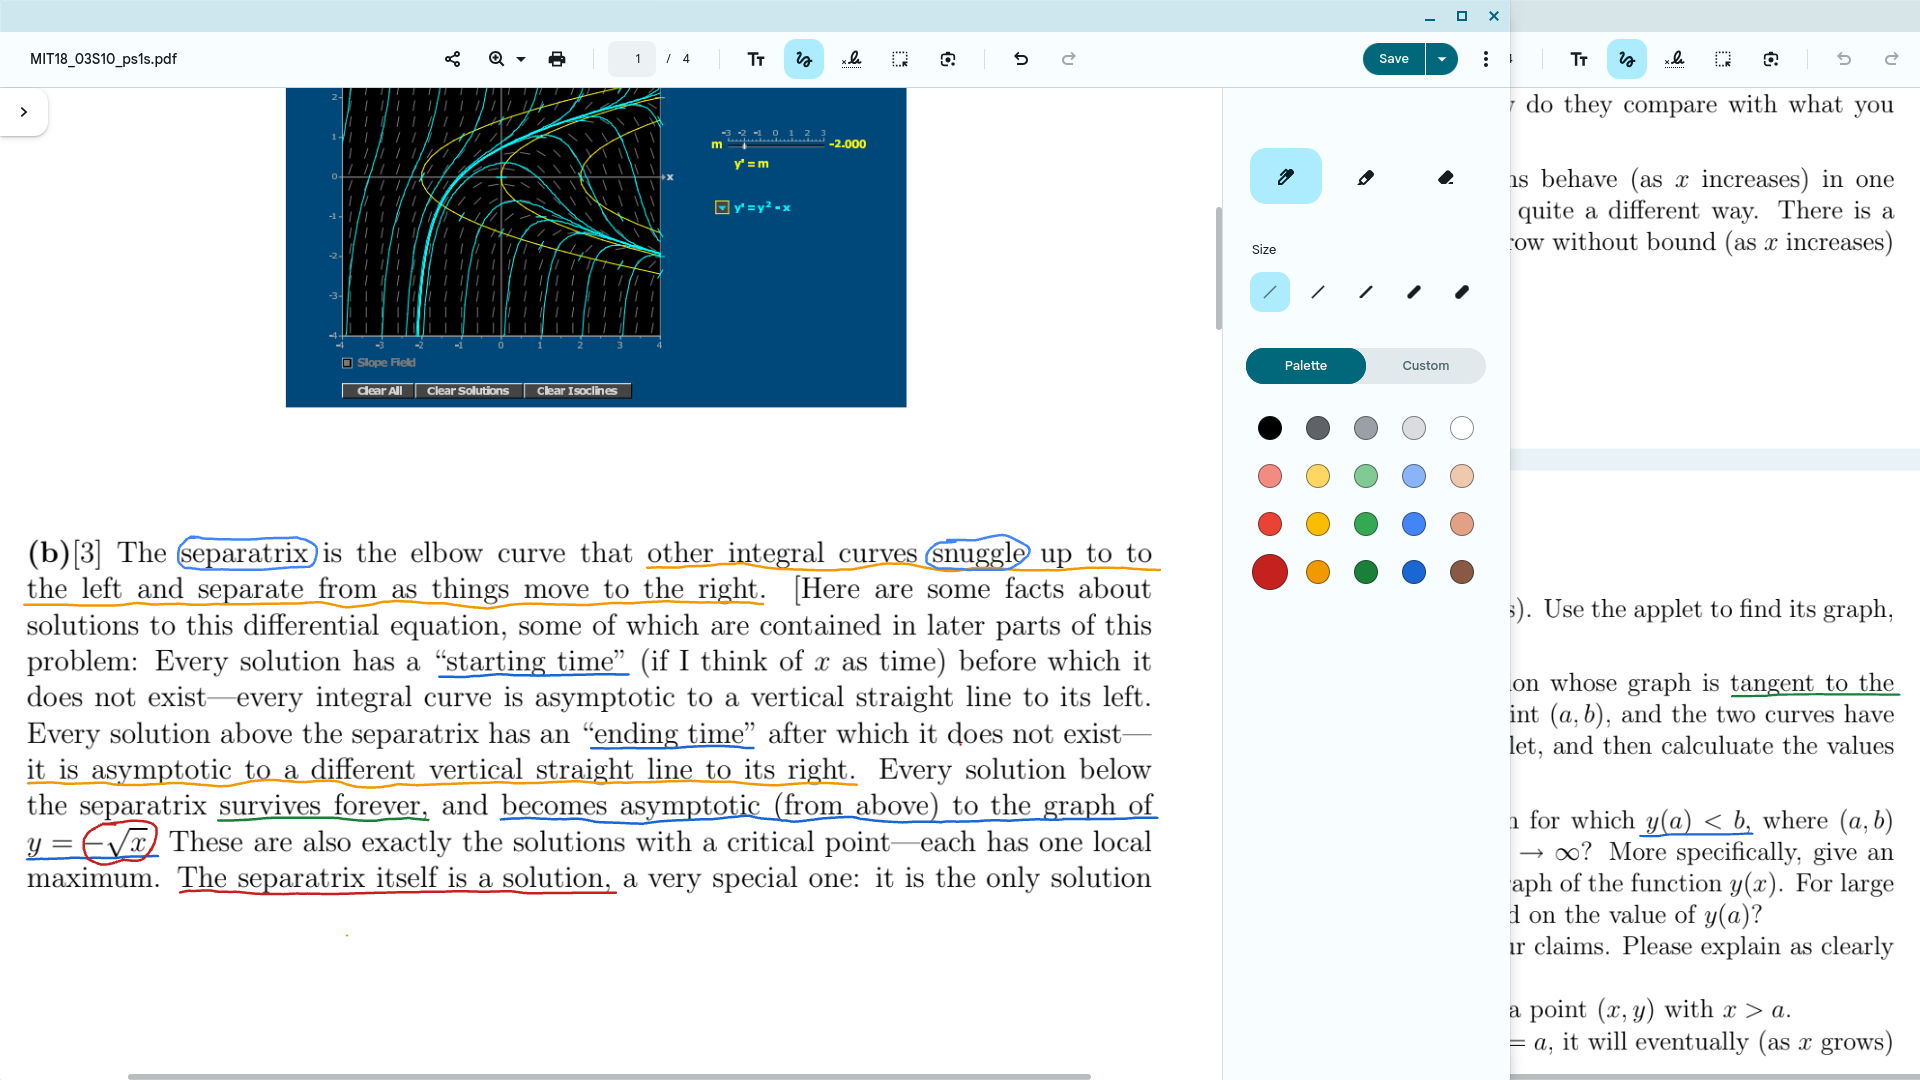 MIT18_03S10_ps1s.pdf
1 / 4
Save
2
1
0
-1
-2
-3
-4
-4 -3 -2 -1 0 1 2 3 4
x
-3 -2 -1 0 1 2 3
m -2.000
y' = m
y' = y² - x
Slope Field
Clear All Clear Solutions Clear Isoclines
(b)[3] The separatrix is the elbow curve that other integral curves snuggle up to to
the left and separate from as things move to the right. [Here are some facts about
solutions to this differential equation, some of which are contained in later parts of this
problem: Every solution has a “starting time” (if I think of x as time) before which it
does not exist—every integral curve is asymptotic to a vertical straight line to its left.
Every solution above the separatrix has an “ending time” after which it does not exist—
it is asymptotic to a different vertical straight line to its right. Every solution below
the separatrix survives forever, and becomes asymptotic (from above) to the graph of
y = −√x. These are also exactly the solutions with a critical point—each has one local
maximum. The separatrix itself is a solution, a very special one: it is the only solution
Size
Palette Custom
do they compare with what you
ns behave (as x increases) in one
quite a different way. There is a
row without bound (as x increases)
s). Use the applet to find its graph,
on whose graph is tangent to the
int (a, b), and the two curves have
let, and then calculate the values
for which y(a) < b, where (a, b)
→ ∞? More specifically, give an
aph of the function y(x). For large
d on the value of y(a)?
ur claims. Please explain as clearly
a point (x, y) with x > a.
= a, it will eventually (as x grows)